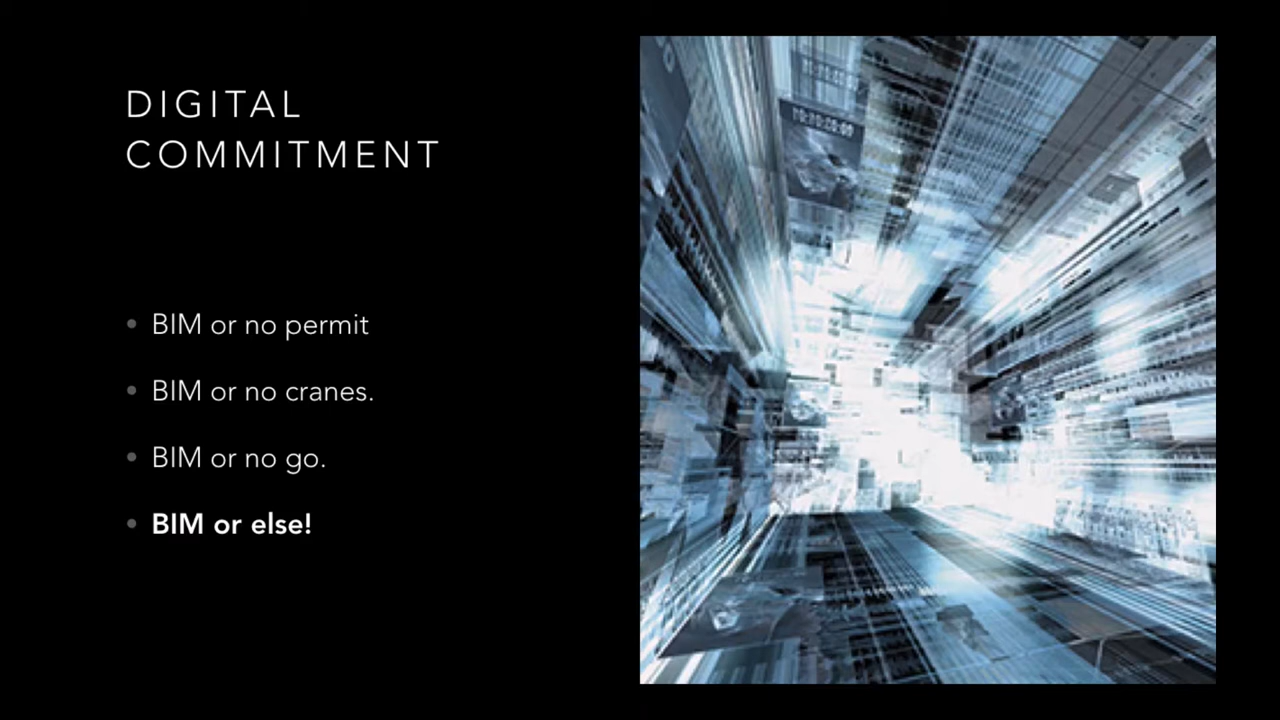 DIGITAL
COMMITMENT
BIM or no permit
BIM or no cranes.
BIM or no go.
BIM or else!